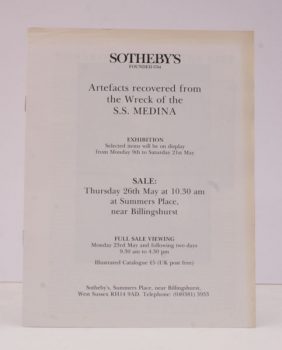 SOTHEBY'S
FOUNDED 1744
Artefacts recovered from
the Wreck of the
S.S. MEDINA
EXHIBITION
Selected items will be on display
from Monday 9th to Saturday 21st May
SALE:
Thursday 26th May at 10.30 am
at Summers Place,
near Billingshurst
FULL SALE VIEWING
Monday 23rd May and following two days
9.30 am to 4.30 pm
Illustrated Catalogue £5 (UK post free)
Sotheby's, Summers Place, near Billingshurst,
West Sussex RH14 9AD. Telephone: (040381) 3933